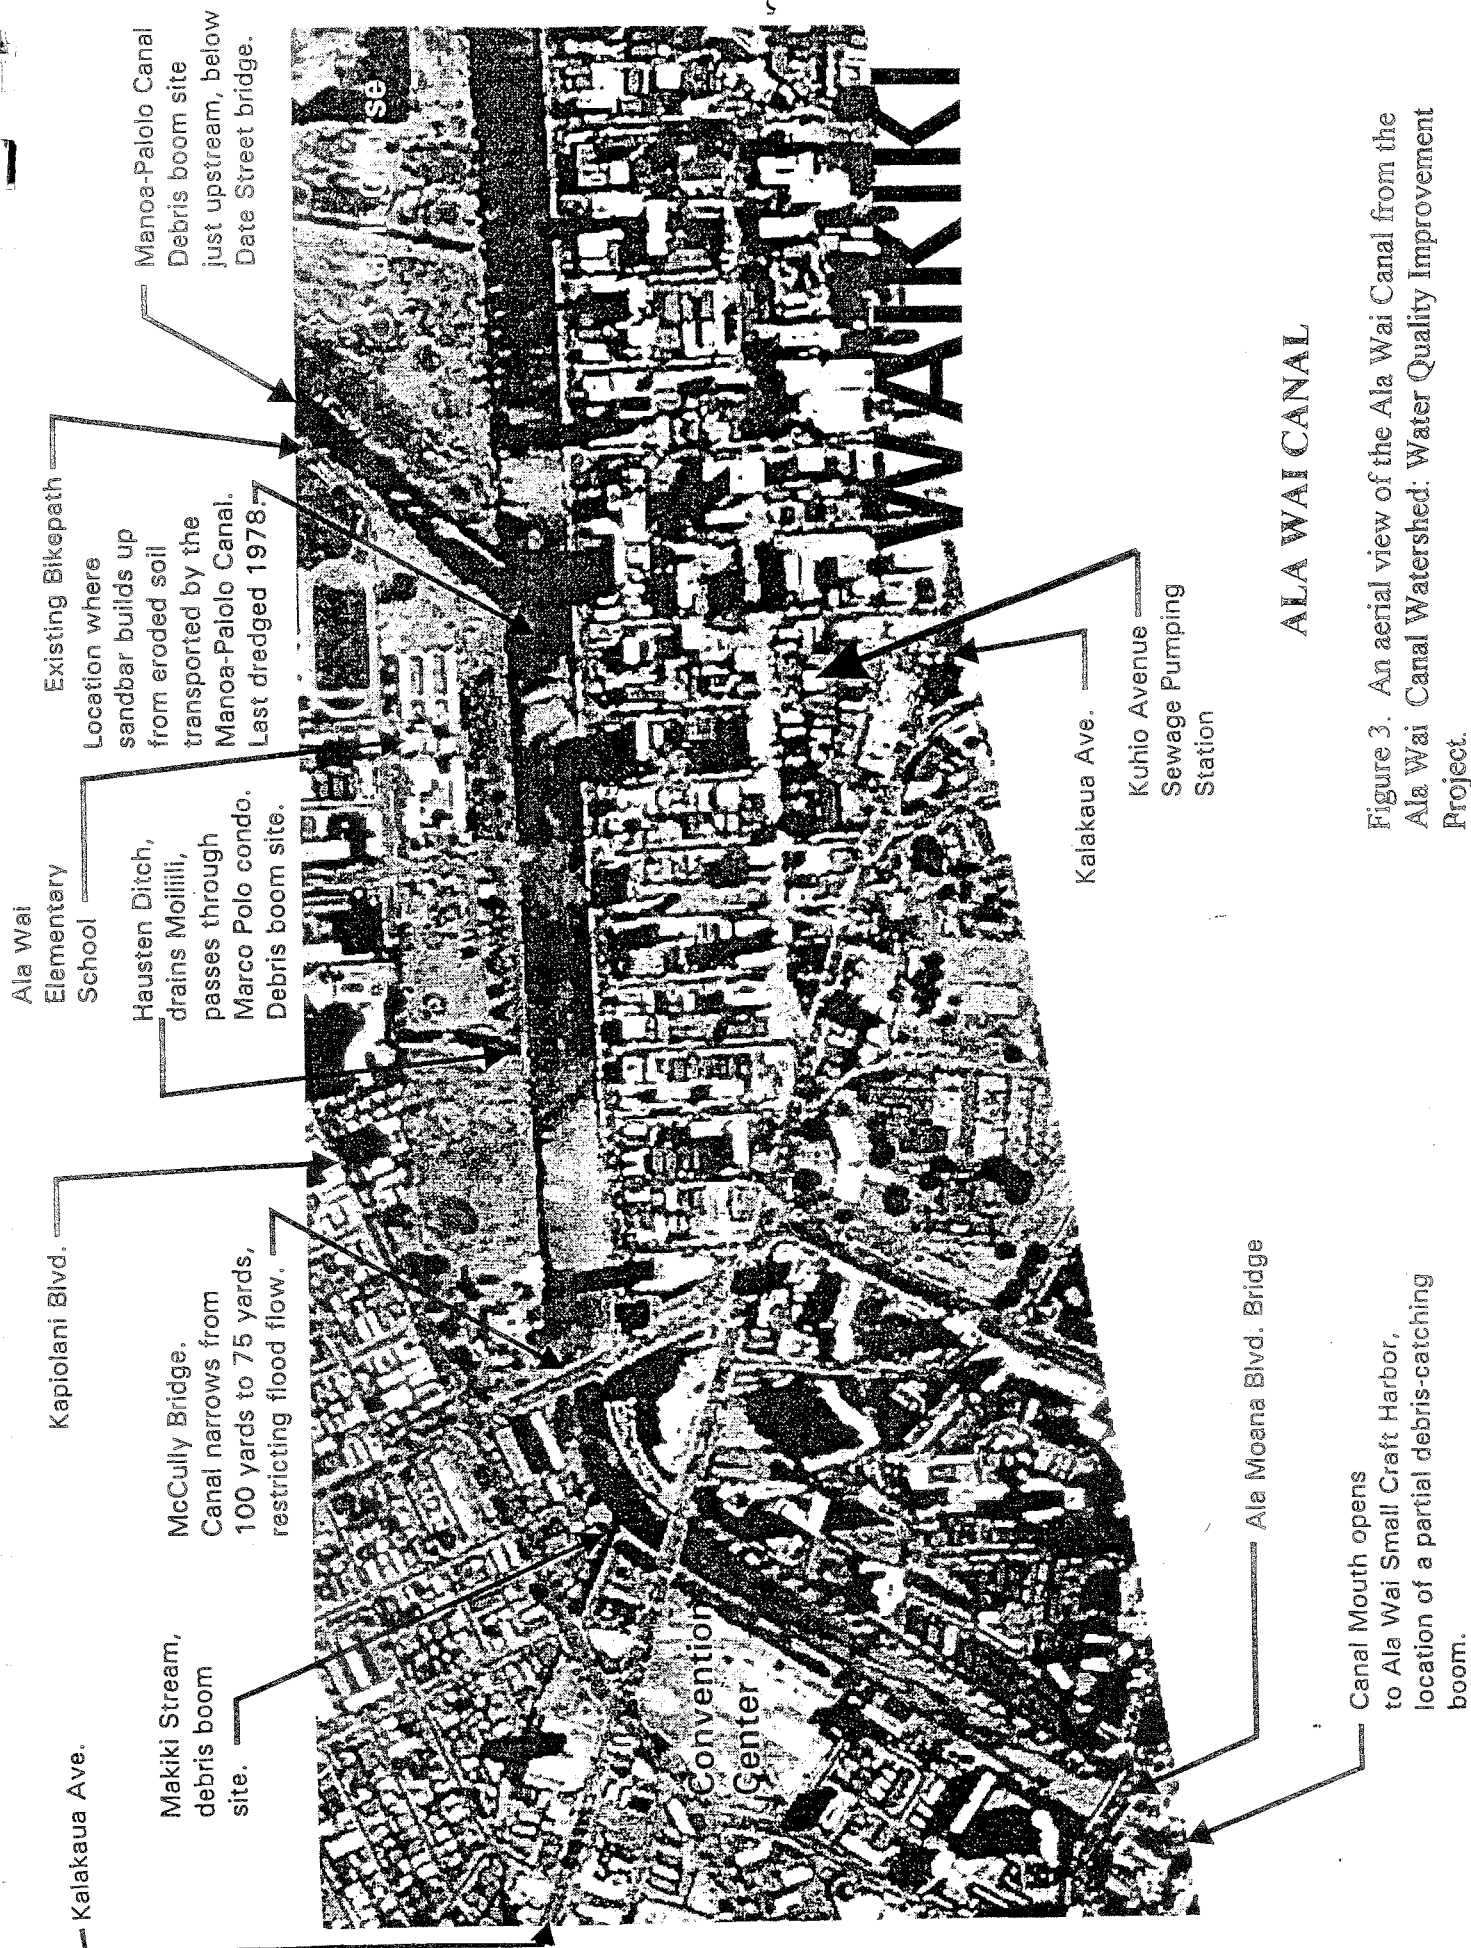 Kalakaua Ave.
Makiki Stream,
debris boom
site.
McCully Bridge.
Canal narrows from
100 yards to 75 yards,
restricting flood flow.
Kapiolani Blvd.
Hausten Ditch,
drains Moiliili,
passes through
Marco Polo condo.
Debris boom site.
Ala Wai
Elementary
School
Location where
sandbar builds up
from eroded soil
transported by the
Manoa-Palolo Canal.
Last dredged 1978.
Existing Bikepath
Manoa-Palolo Canal
Debris boom site
just upstream, below
Date Street bridge.
se
Convention
Center
WAIKIKI
Canal Mouth opens
to Ala Wai Small Craft Harbor,
location of a partial debris-catching
boom.
Ala Moana Blvd. Bridge
Kalakaua Ave.
Kuhio Avenue
Sewage Pumping
Station
ALA WAI CANAL
Figure 3. An aerial view of the Ala Wai Canal from the
Ala Wai Canal Watershed: Water Quality Improvement
Project.